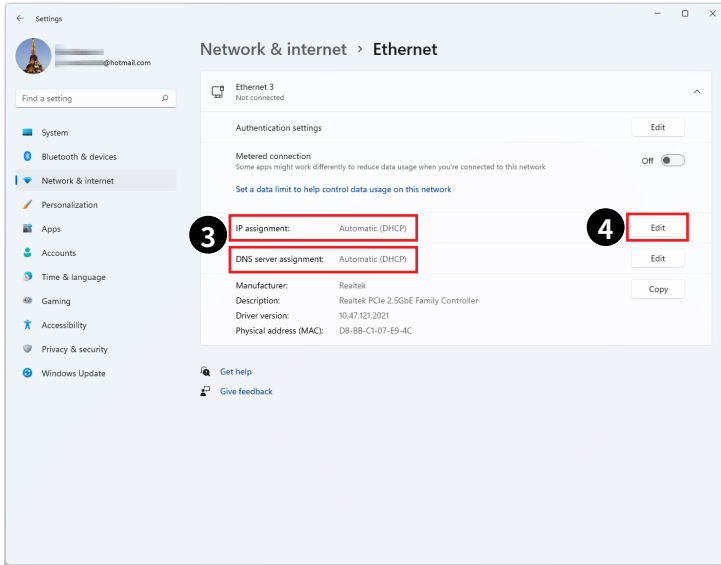 Settings
@hotmail.com
Find a setting
System
Bluetooth & devices
Network & internet
Personalization
Apps
Accounts
Time & language
Gaming
Accessibility
Privacy & security
Windows Update
Network & internet > Ethernet
Ethernet 3
Not connected
Authentication settings
Edit
Metered connection
Some apps might work differently to reduce data usage when you're connected to this network
Off
Set a data limit to help control data usage on this network
3
IP assignment: Automatic (DHCP)
4
Edit
DNS server assignment: Automatic (DHCP)
Edit
Manufacturer: Realtek
Copy
Description: Realtek PCIe 2.5GbE Family Controller
Driver version: 10.47.121.2021
Physical address (MAC): D8-BB-C1-07-E9-4C
Get help
Give feedback